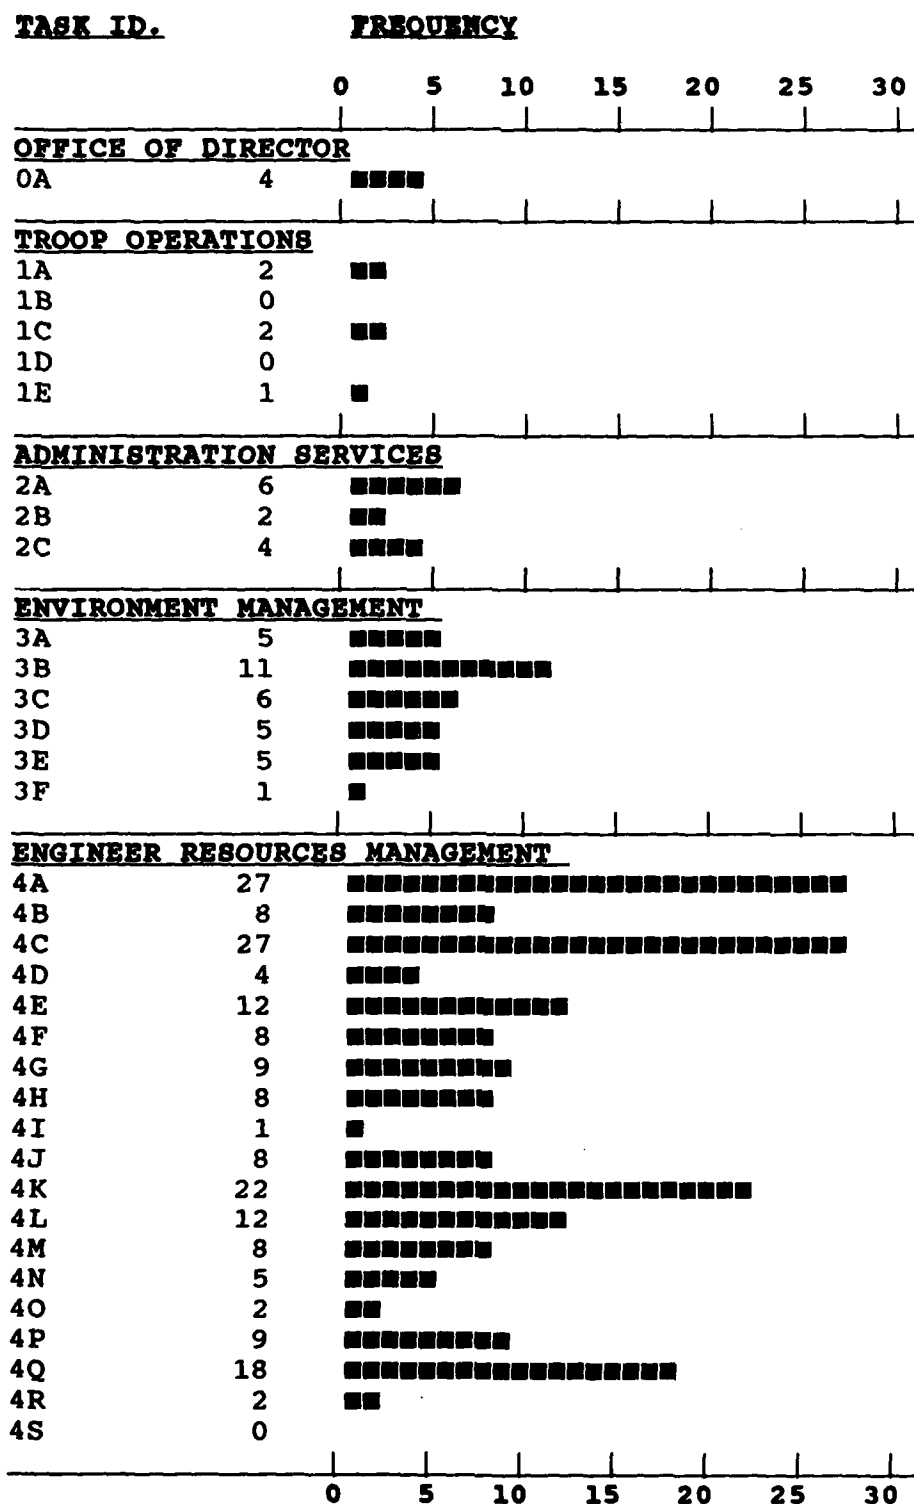 TASK ID. FREQUENCY
0 5 10 15 20 25 30
OFFICE OF DIRECTOR
0A 4
TROOP OPERATIONS
1A 2
1B 0
1C 2
1D 0
1E 1
ADMINISTRATION SERVICES
2A 6
2B 2
2C 4
ENVIRONMENT MANAGEMENT
3A 5
3B 11
3C 6
3D 5
3E 5
3F 1
ENGINEER RESOURCES MANAGEMENT
4A 27
4B 8
4C 27
4D 4
4E 12
4F 8
4G 9
4H 8
4I 1
4J 8
4K 22
4L 12
4M 8
4N 5
4O 2
4P 9
4Q 18
4R 2
4S 0
0 5 10 15 20 25 30